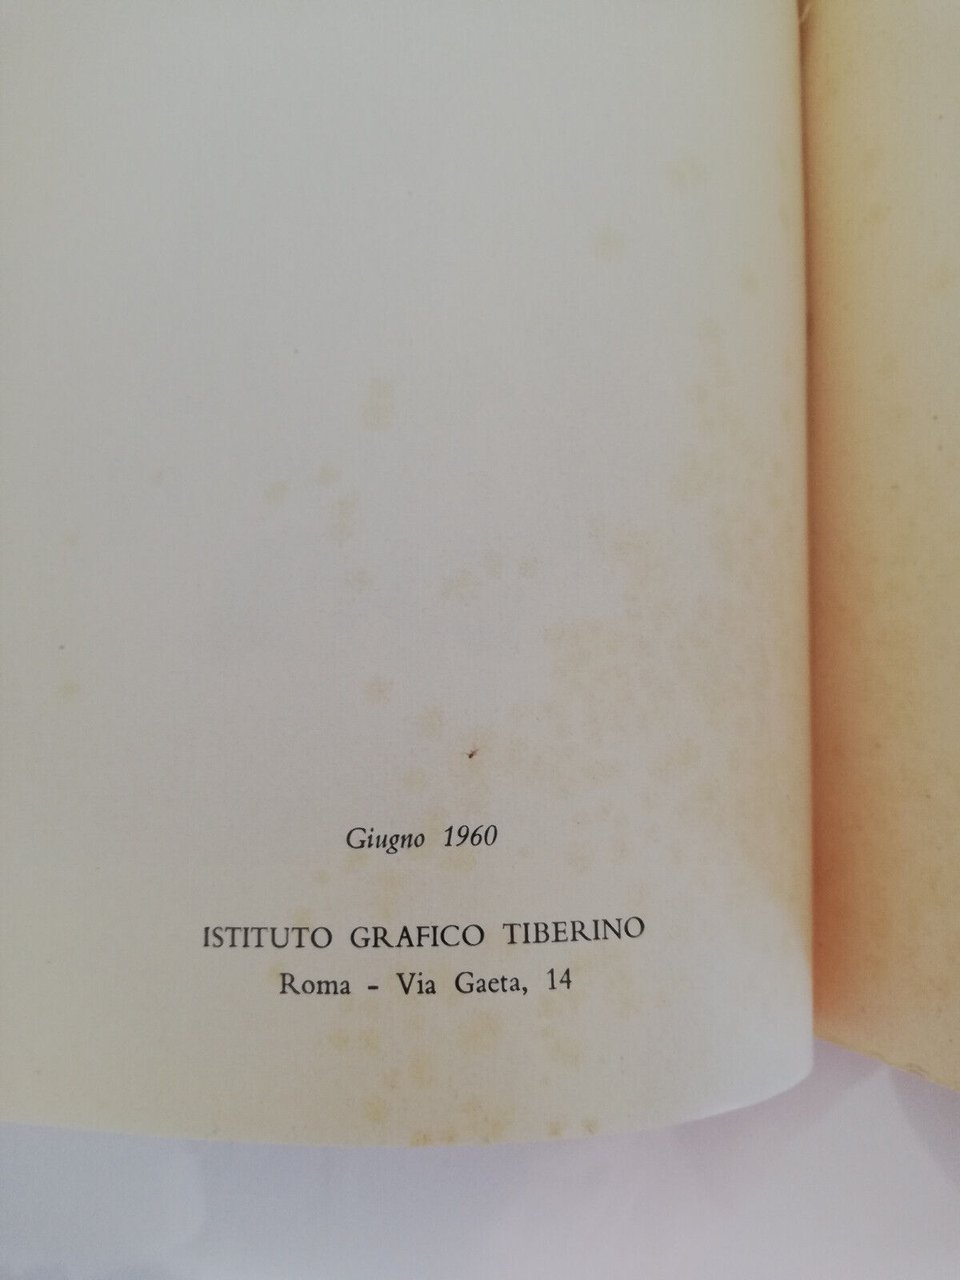 Giugno 1960
ISTITUTO GRAFICO TIBERINO
Roma - Via Gaeta, 14